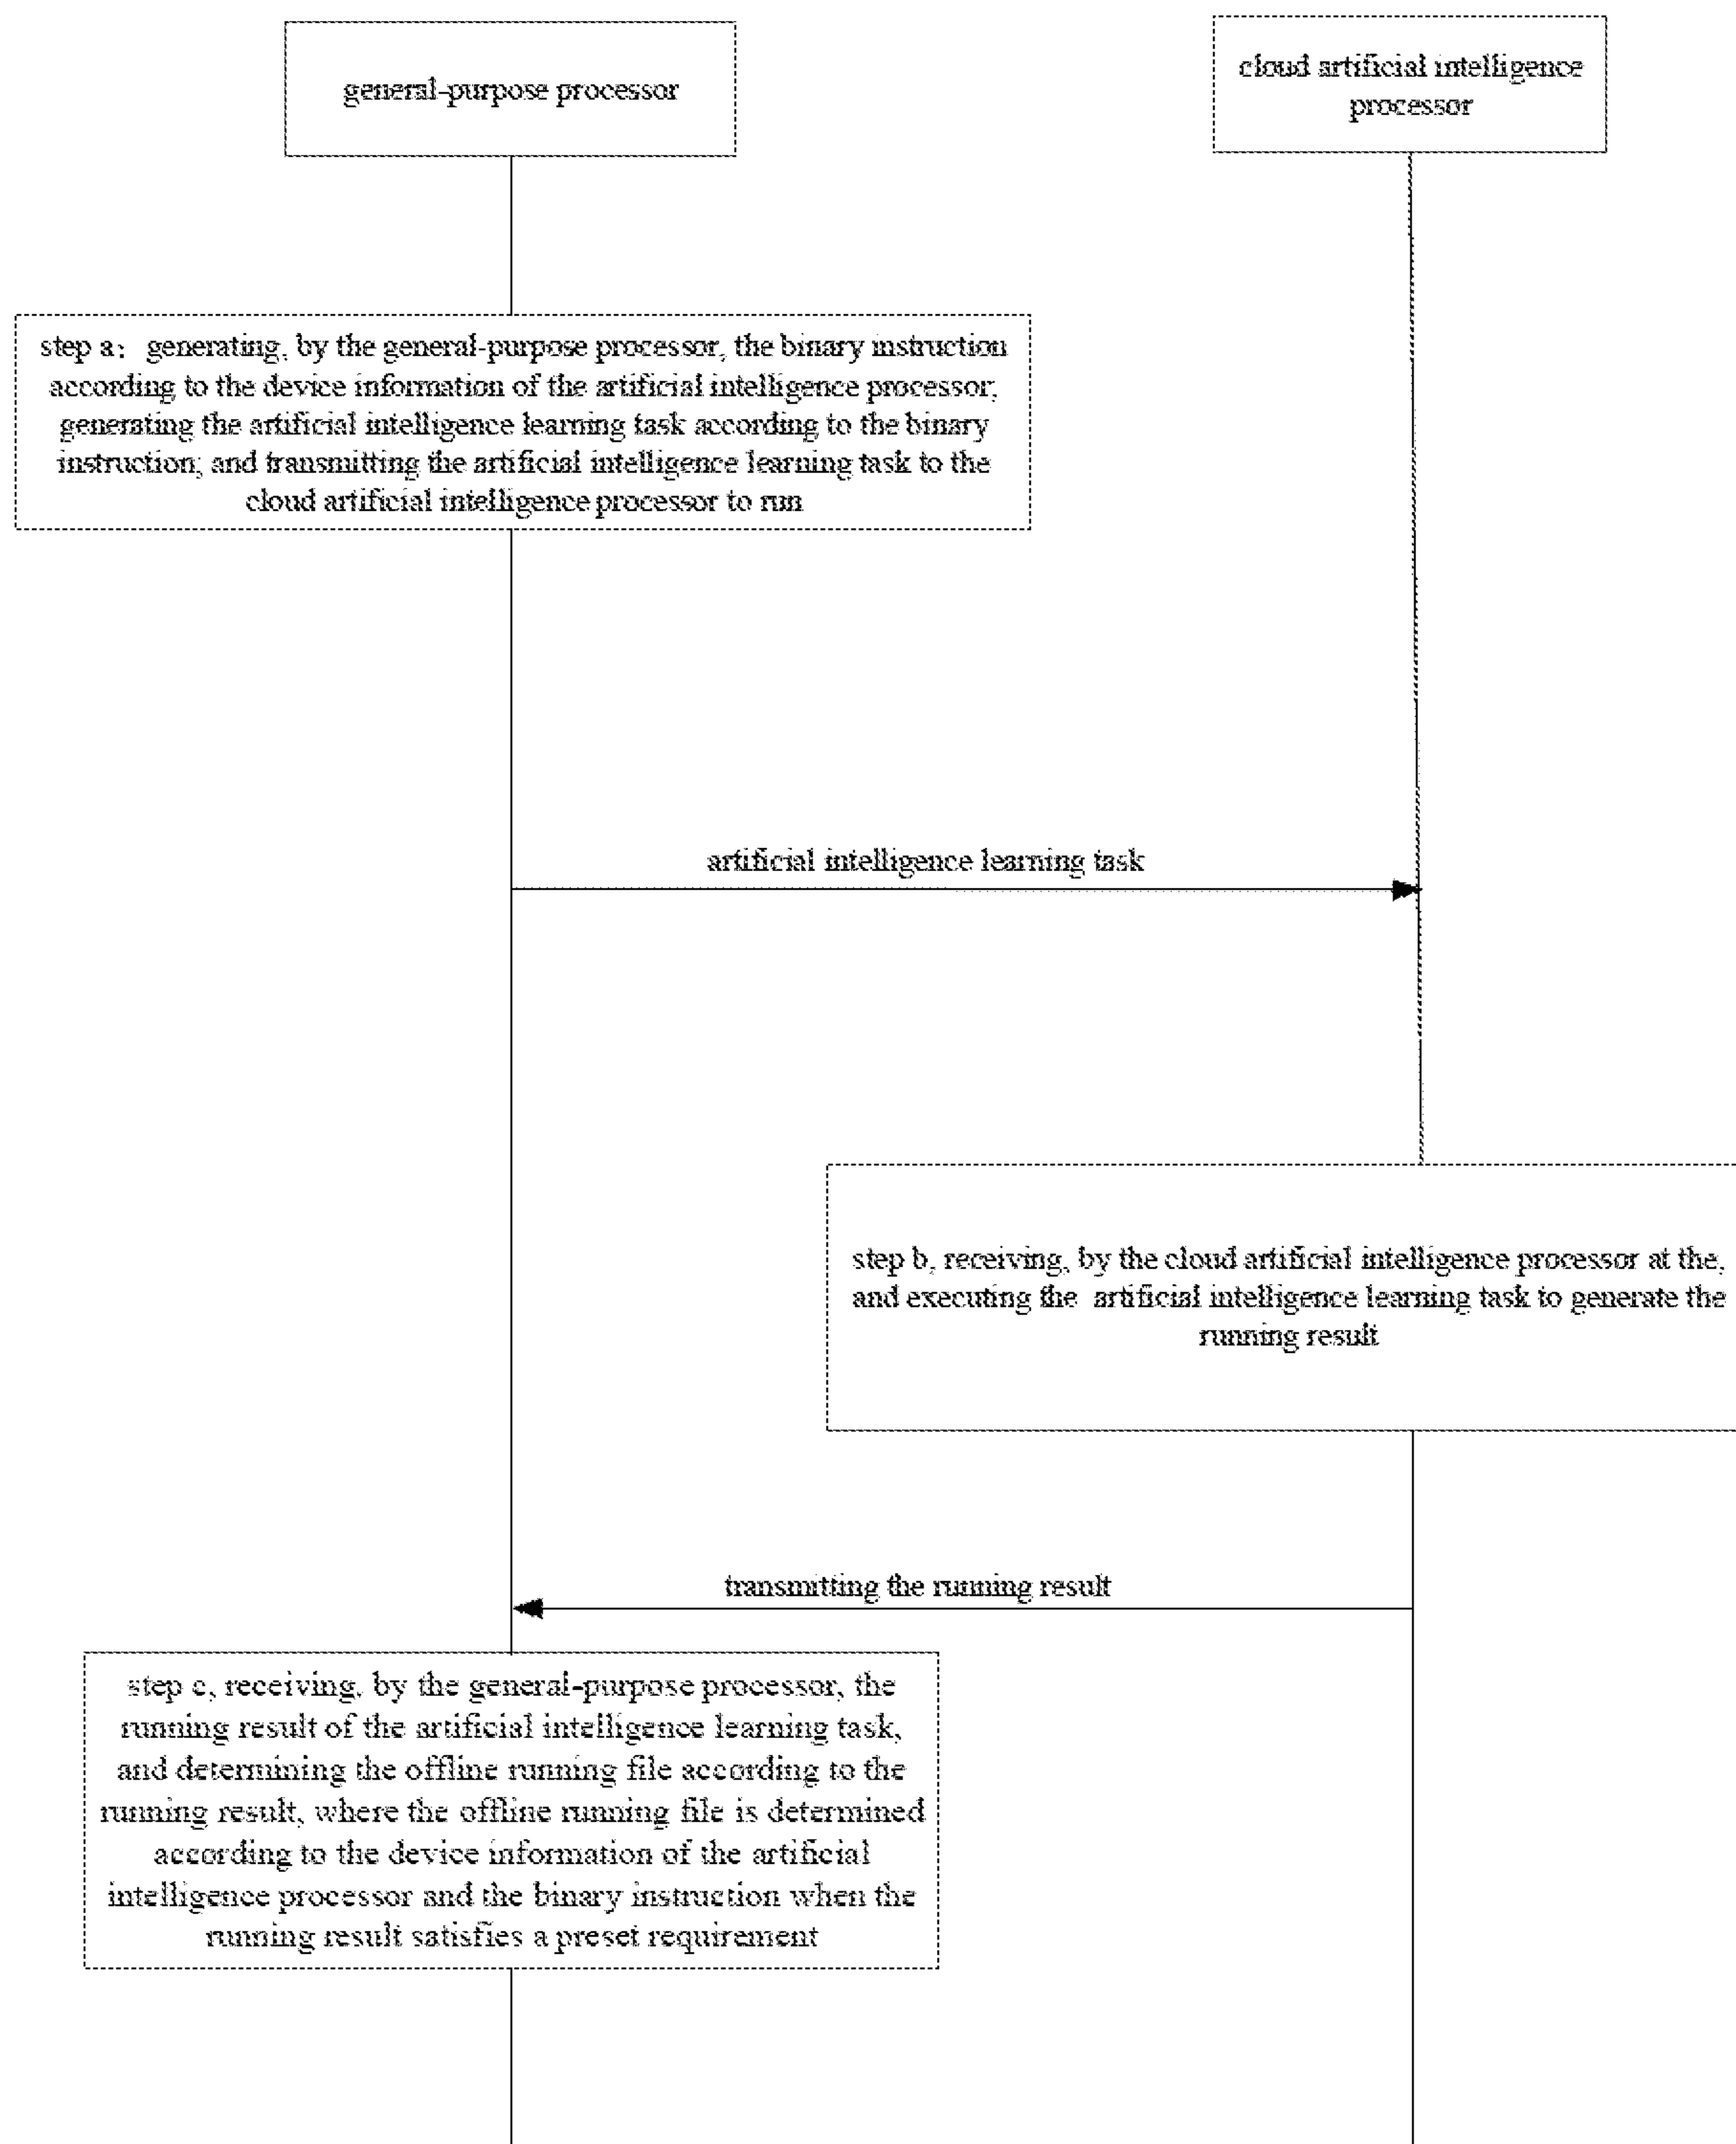 general-purpose processor
cloud artificial intelligence
processor
step a: generating, by the general-purpose processor, the binary instruction
according to the device information of the artificial intelligence processor;
generating the artificial intelligence learning task according to the binary
instruction; and transmitting the artificial intelligence learning task to the
cloud artificial intelligence processor to run
artificial intelligence learning task
step b, receiving, by the cloud artificial intelligence processor at the,
and executing the artificial intelligence learning task to generate the
running result
transmitting the running result
step c, receiving, by the general-purpose processor, the
running result of the artificial intelligence learning task,
and determining the offline running file according to the
running result, where the offline running file is determined
according to the device information of the artificial
intelligence processor and the binary instruction when the
running result satisfies a preset requirement